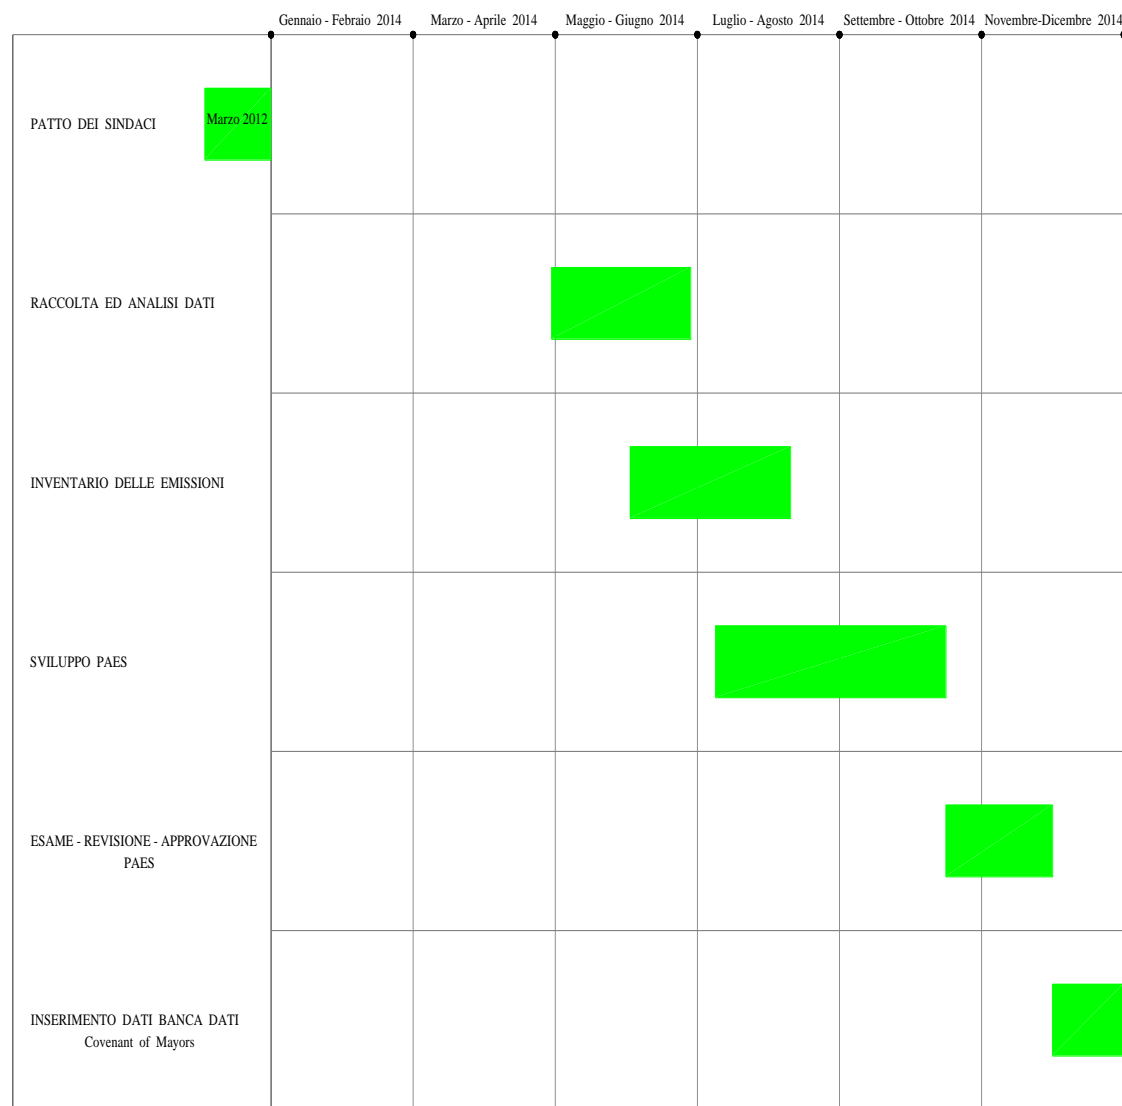 Gennaio - Febraio 2014
Marzo - Aprile 2014
Maggio - Giugno 2014
Luglio - Agosto 2014
Settembre - Ottobre 2014
Novembre-Dicembre 2014
PATTO DEI SINDACI
Marzo 2012
RACCOLTA ED ANALISI DATI
INVENTARIO DELLE EMISSIONI
SVILUPPO PAES
ESAME - REVISIONE - APPROVAZIONE
PAES
INSERIMENTO DATI BANCA DATI
Covenant of Mayors